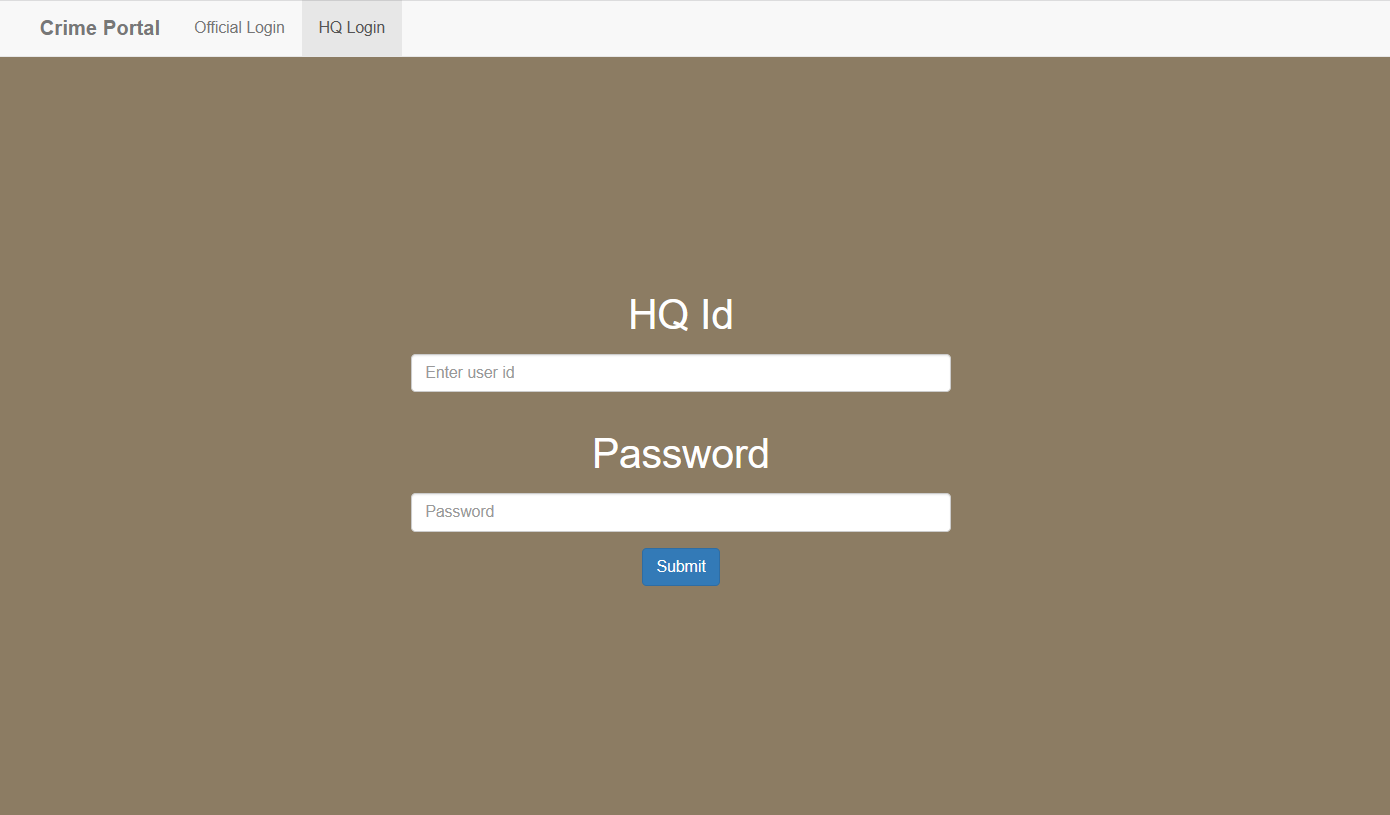 Crime Portal Official Login HQ Login
HQ Id
Enter user id
Password
Password
Submit